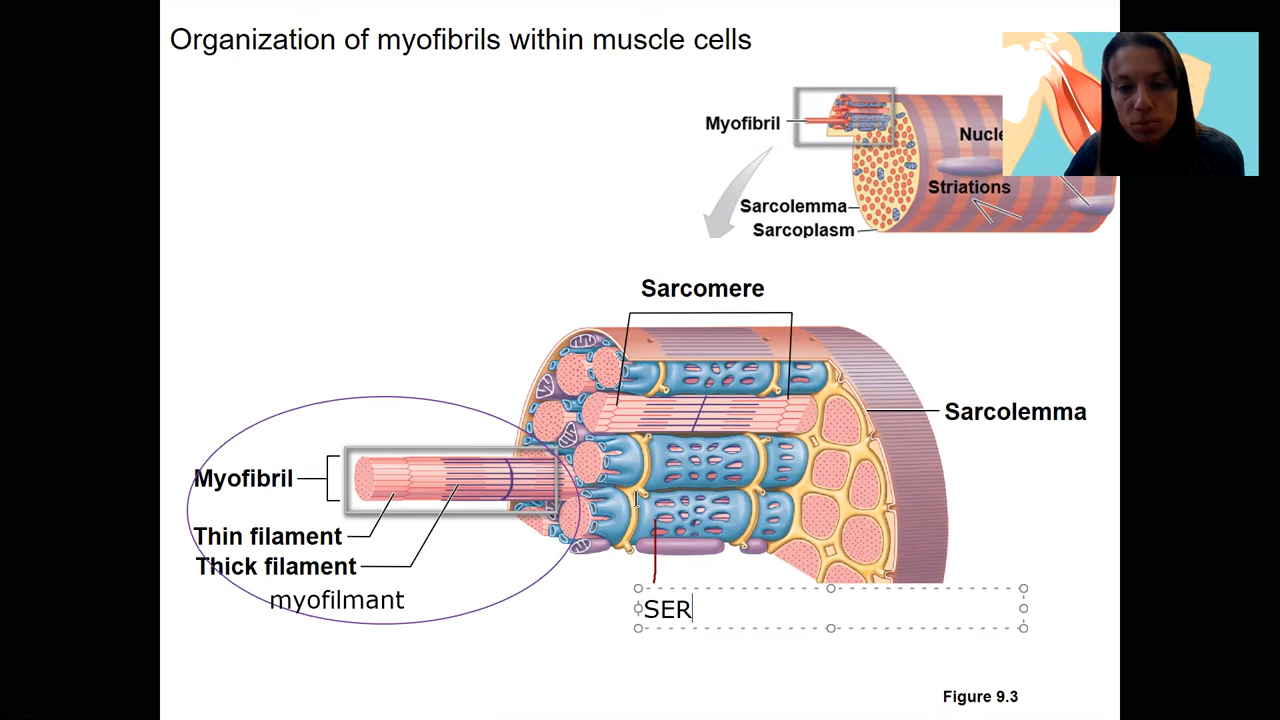 Organization of myofibrils within muscle cells
Myofibril
Nucle
Striations
Sarcolemma
Sarcoplasm
Sarcomere
Sarcolemma
Myofibril
Thin filament
Thick filament
myofilmant
SER
Figure 9.3